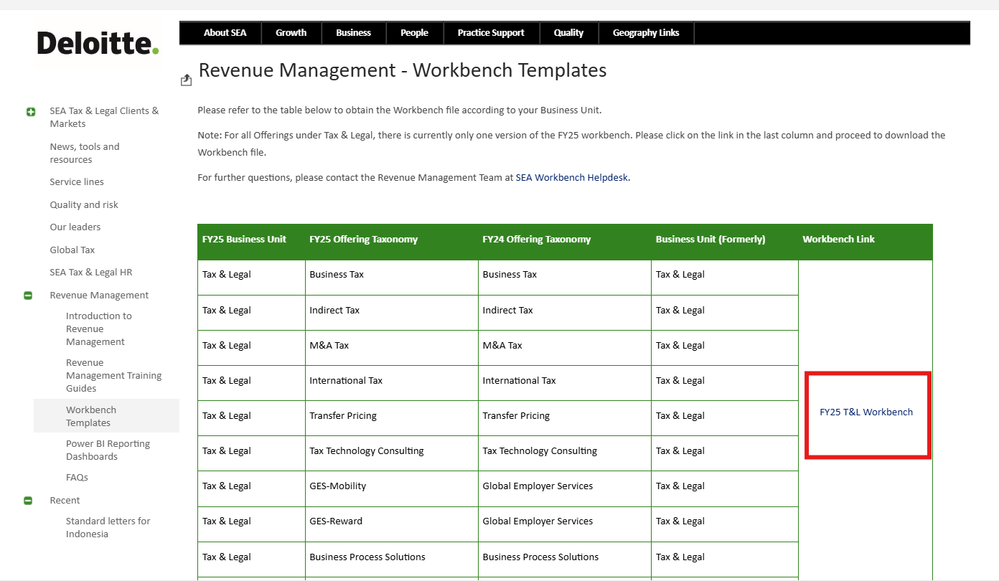 Deloitte.
About SEA Growth Business People Practice Support Quality Geography Links
Revenue Management - Workbench Templates
SEA Tax & Legal Clients &
Markets
News, tools and
resources
Service lines
Quality and risk
Our leaders
Global Tax
SEA Tax & Legal HR
Revenue Management
Introduction to
Revenue
Management
Revenue
Management Training
Guides
Workbench
Templates
Power BI Reporting
Dashboards
FAQs
Recent
Standard letters for
Indonesia
Please refer to the table below to obtain the Workbench file according to your Business Unit.
Note: For all Offerings under Tax & Legal, there is currently only one version of the FY25 workbench. Please click on the link in the last column and proceed to download the
Workbench file.
For further questions, please contact the Revenue Management Team at SEA Workbench Helpdesk.
FY25 Business Unit FY25 Offering Taxonomy FY24 Offering Taxonomy Business Unit (Formerly) Workbench Link
Tax & Legal Business Tax Business Tax Tax & Legal
Tax & Legal Indirect Tax Indirect Tax Tax & Legal
Tax & Legal M&A Tax M&A Tax Tax & Legal
Tax & Legal International Tax International Tax Tax & Legal
Tax & Legal Transfer Pricing Transfer Pricing Tax & Legal
FY25 T&L Workbench
Tax & Legal Tax Technology Consulting Tax Technology Consulting Tax & Legal
Tax & Legal GES-Mobility Global Employer Services Tax & Legal
Tax & Legal GES-Reward Global Employer Services Tax & Legal
Tax & Legal Business Process Solutions Business Process Solutions Tax & Legal